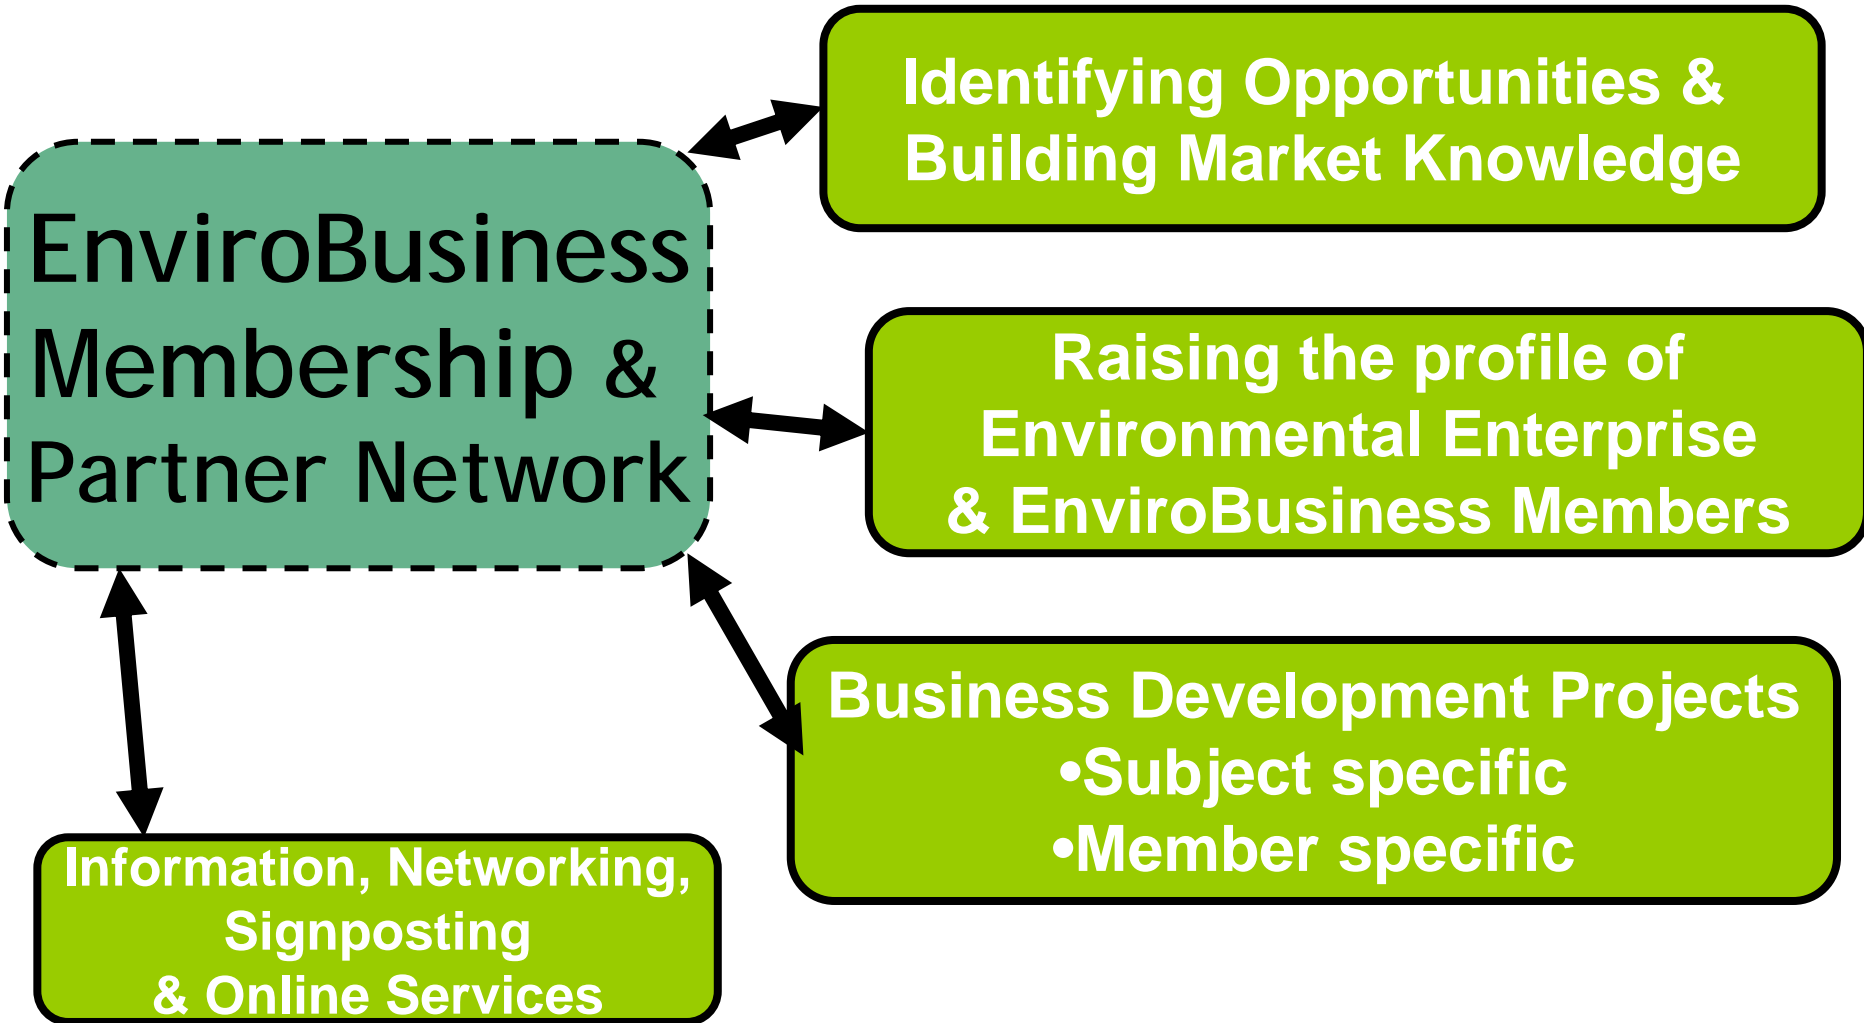 EnviroBusiness
Membership &
Partner Network
Identifying Opportunities &
Building Market Knowledge
Raising the profile of
Environmental Enterprise
& EnviroBusiness Members
Business Development Projects
•Subject specific
•Member specific
Information, Networking,
Signposting
& Online Services